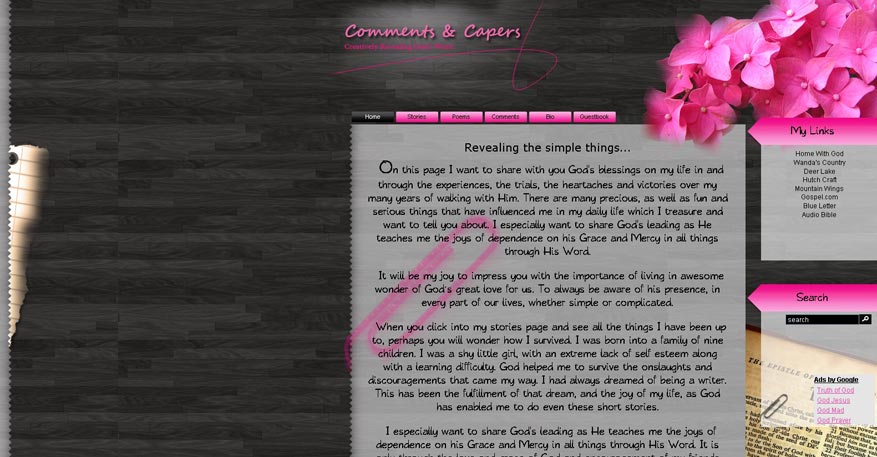 Comments & Capers
Home
Stories
Poems
Comments
Bio
Guestbook
Revealing the simple things...
On this page I want to share with you God's blessings on my life in and
through the experiences, the trials, the heartaches and victories over my
many years of walking with Him. There are many precious, as well as fun and
serious things that have influenced me in my daily life which I treasure and
want to tell you about. I especially want to share God's leading as He
teaches me the joys of dependence on his Grace and Mercy in all things
through His Word.
It will be my joy to impress you with the importance of living in awesome
wonder of God's great love for us. To always be aware of his presence, in
every part of our lives, whether simple or complicated.
When you click into my stories page and see all the things I have been up
to, perhaps you will wonder how I survived. I was born into a family of nine
children. I was a shy little girl, with an extreme lack of self esteem along
with a learning difficulty. God helped me to survive the onslaughts and
discouragements that came my way. I had always dreamed of being a writer.
This has been the fulfillment of that dream, and the joy of my life, as God
has enabled me to do even these short stories.
I especially want to share God's leading as He teaches me the joys of
dependence on His Grace and Mercy in all things through His Word. It is
My Links
Home With God
Wanda's Country
Deer Lake
Hutch Craft
Mountain Wings
Gospel.com
Blue Letter
Audio Bible
Search
search
THE EPISTLE OF
Ads by Google
Truth of God
God Jesus
God Mad
God Prayer